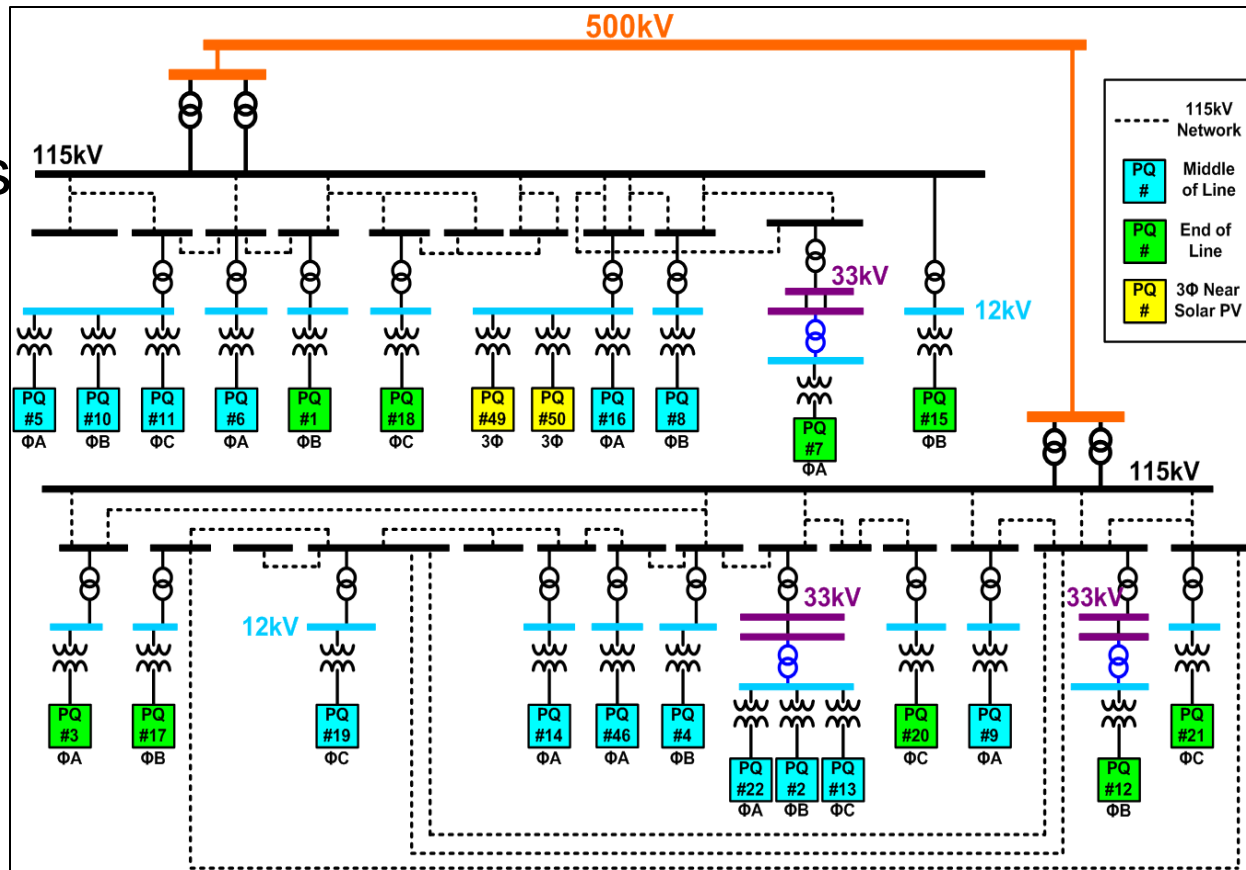 500kV
115kV
Network
PQ
#
Middle
of Line
PQ
#
End of
Line
PQ
#
3Φ Near
Solar PV
115kV
S
33kV
12kV
PQ
#5
ΦA
PQ
#10
ΦB
PQ
#11
ΦC
PQ
#6
ΦA
PQ
#1
ΦB
PQ
#18
ΦC
PQ
#49
3Φ
PQ
#50
3Φ
PQ
#16
ΦA
PQ
#8
ΦB
PQ
#7
ΦA
PQ
#15
ΦB
115kV
12kV
33kV
33kV
PQ
#3
ΦA
PQ
#17
ΦB
PQ
#19
ΦC
PQ
#14
ΦA
PQ
#46
ΦA
PQ
#4
ΦB
PQ
#22
ΦA
PQ
#2
ΦB
PQ
#13
ΦC
PQ
#20
ΦC
PQ
#9
ΦA
PQ
#12
ΦB
PQ
#21
ΦC